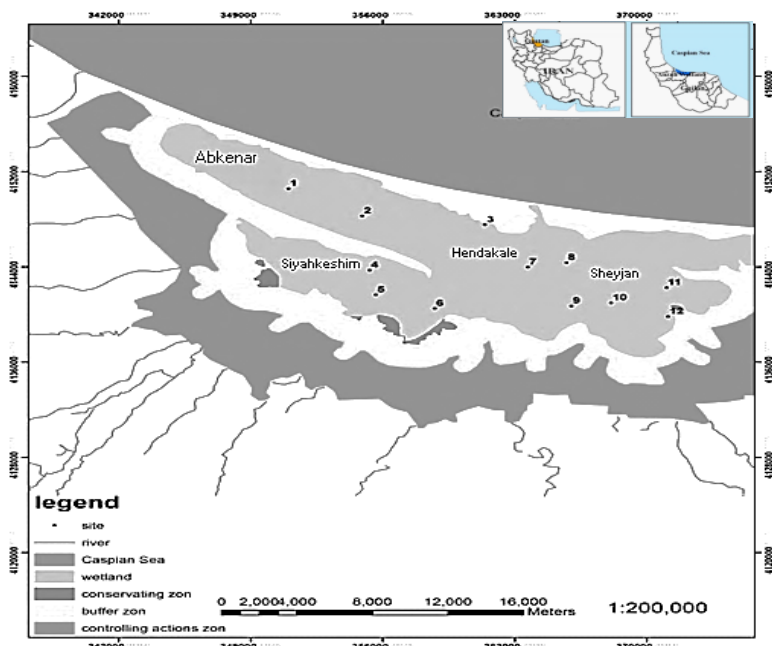 342000 349000 356000 363000 370000
IRAN
Caspian Sea
Abkenar
1
2
3
Hendakale
Siyahkeshim
4
5
6
7
8
Sheyjan
9
10
11
12
4152000
4144000
4136000
4128000
4120000
legend
site
river
Caspian Sea
wetland
conservating zon
buffer zon
controlling actions zon
0 2,000 4,000 8,000 12,000 16,000
Meters
1:200,000